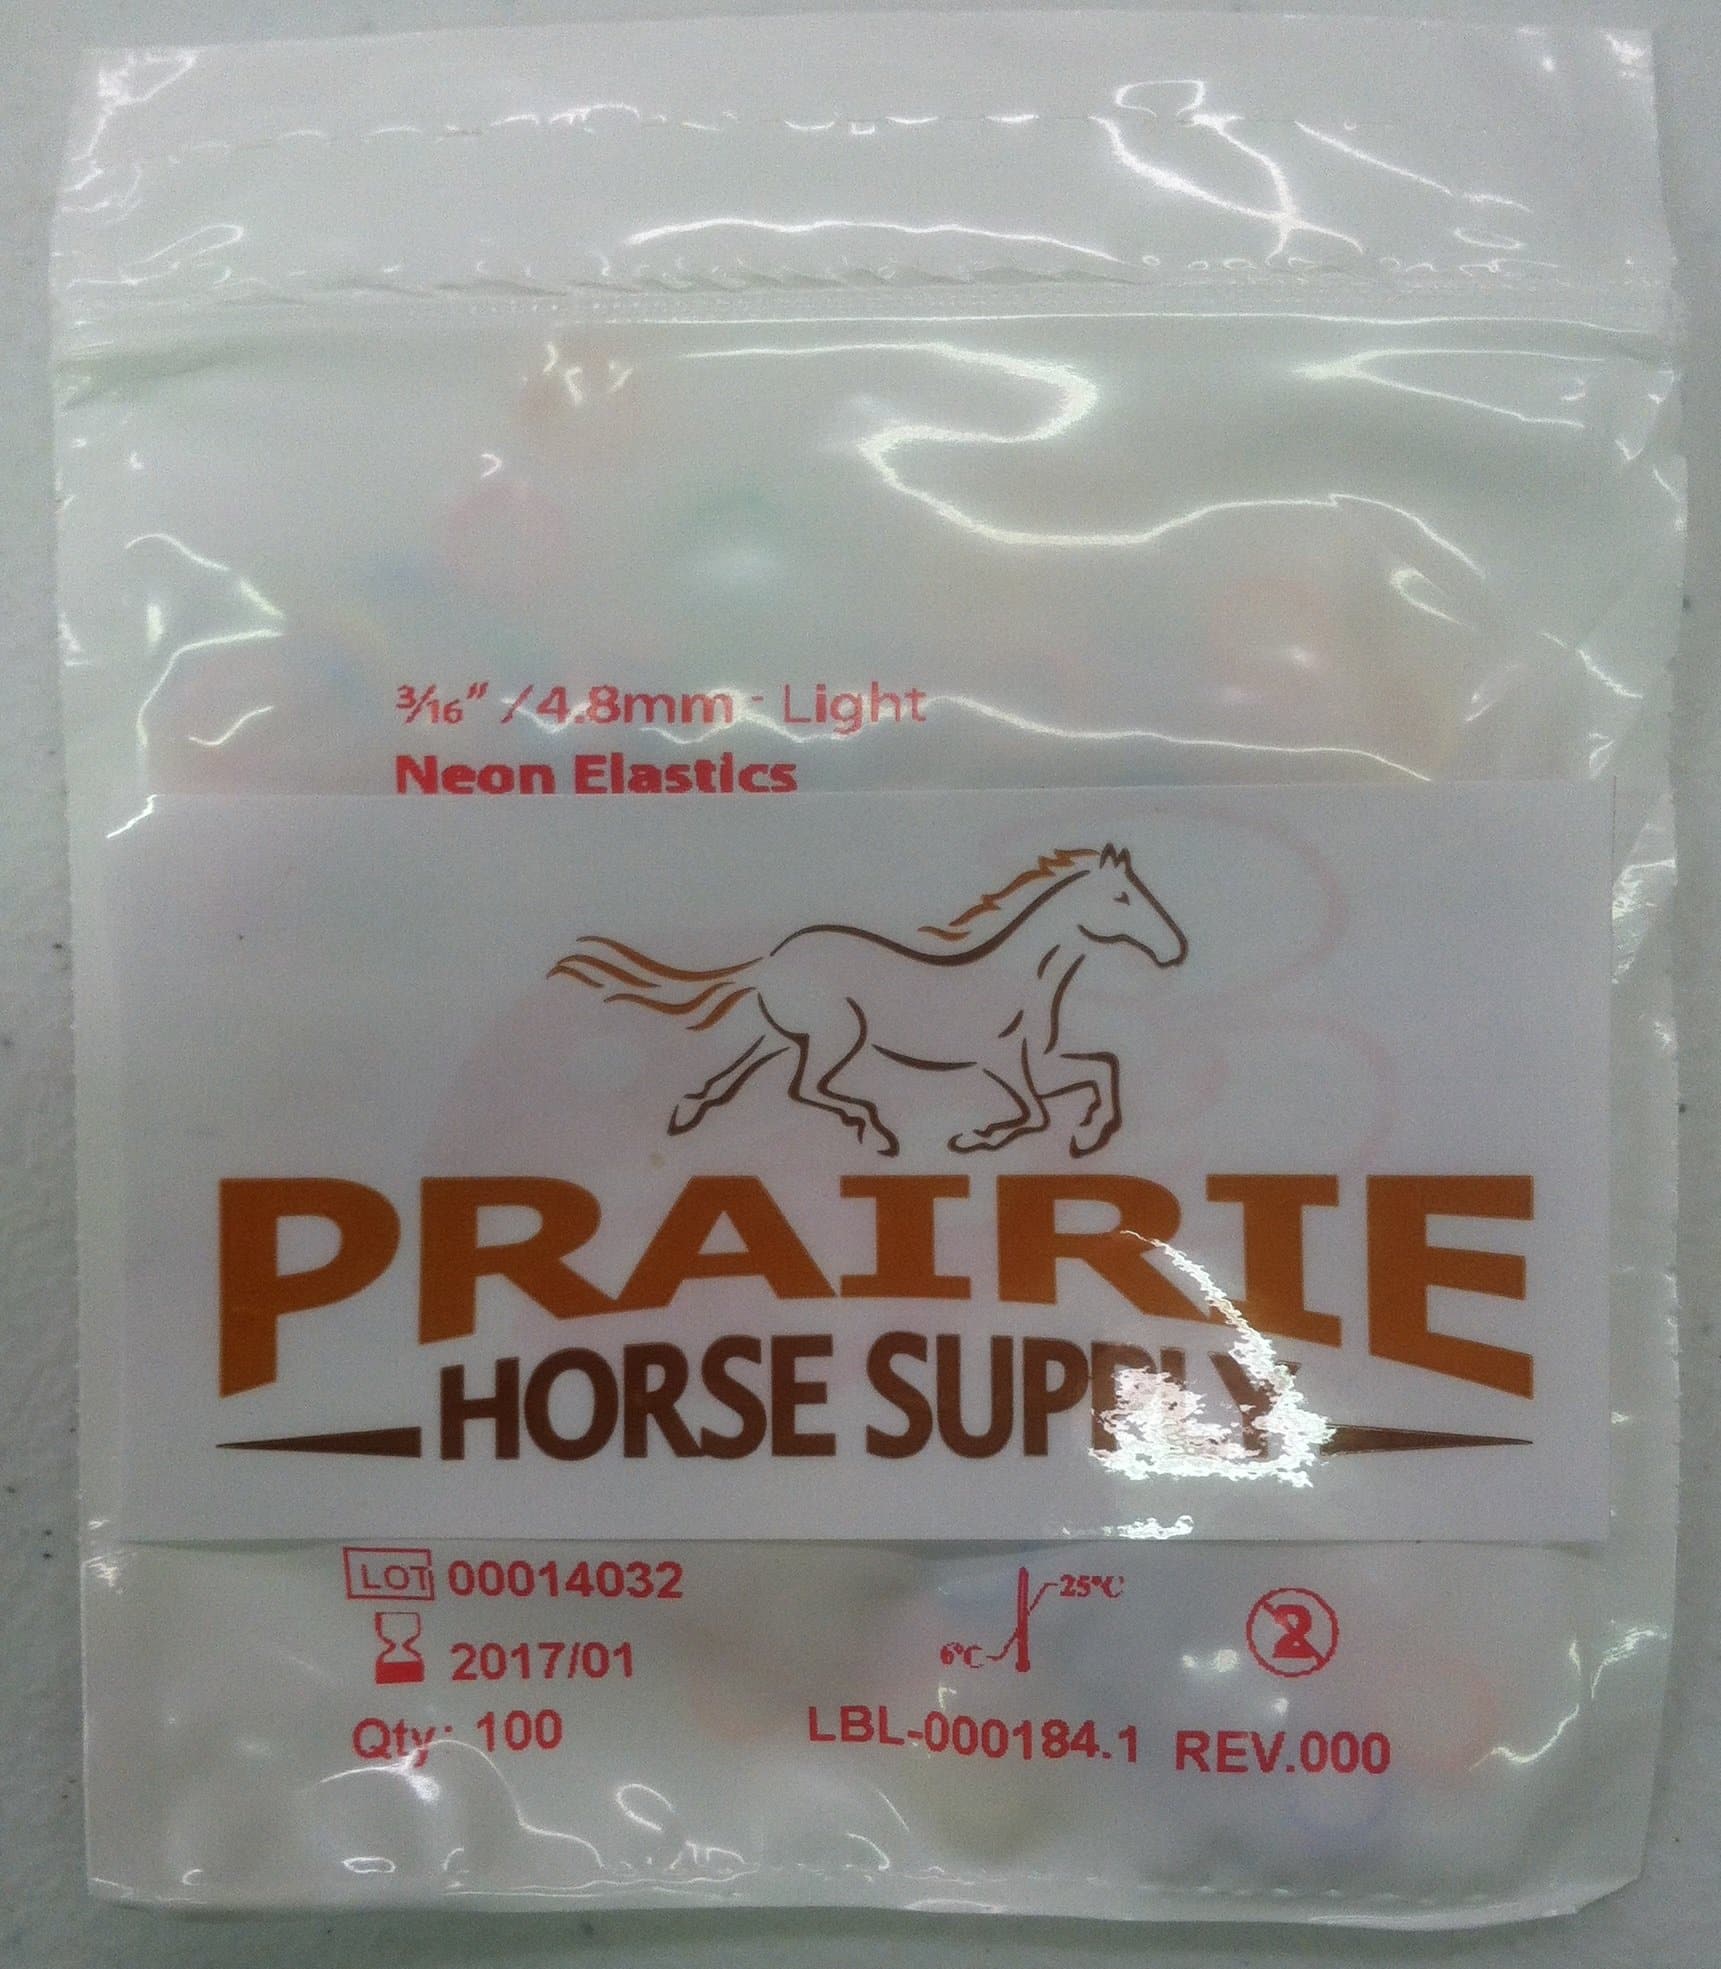 3/16" / 4.8mm - Light
Neon Elastics
PRAIRIE
HORSE SUPPLY
LOT 00014032
25°C
6°C
2
2017/01
Qty: 100
LBL-000184.1 REV.000